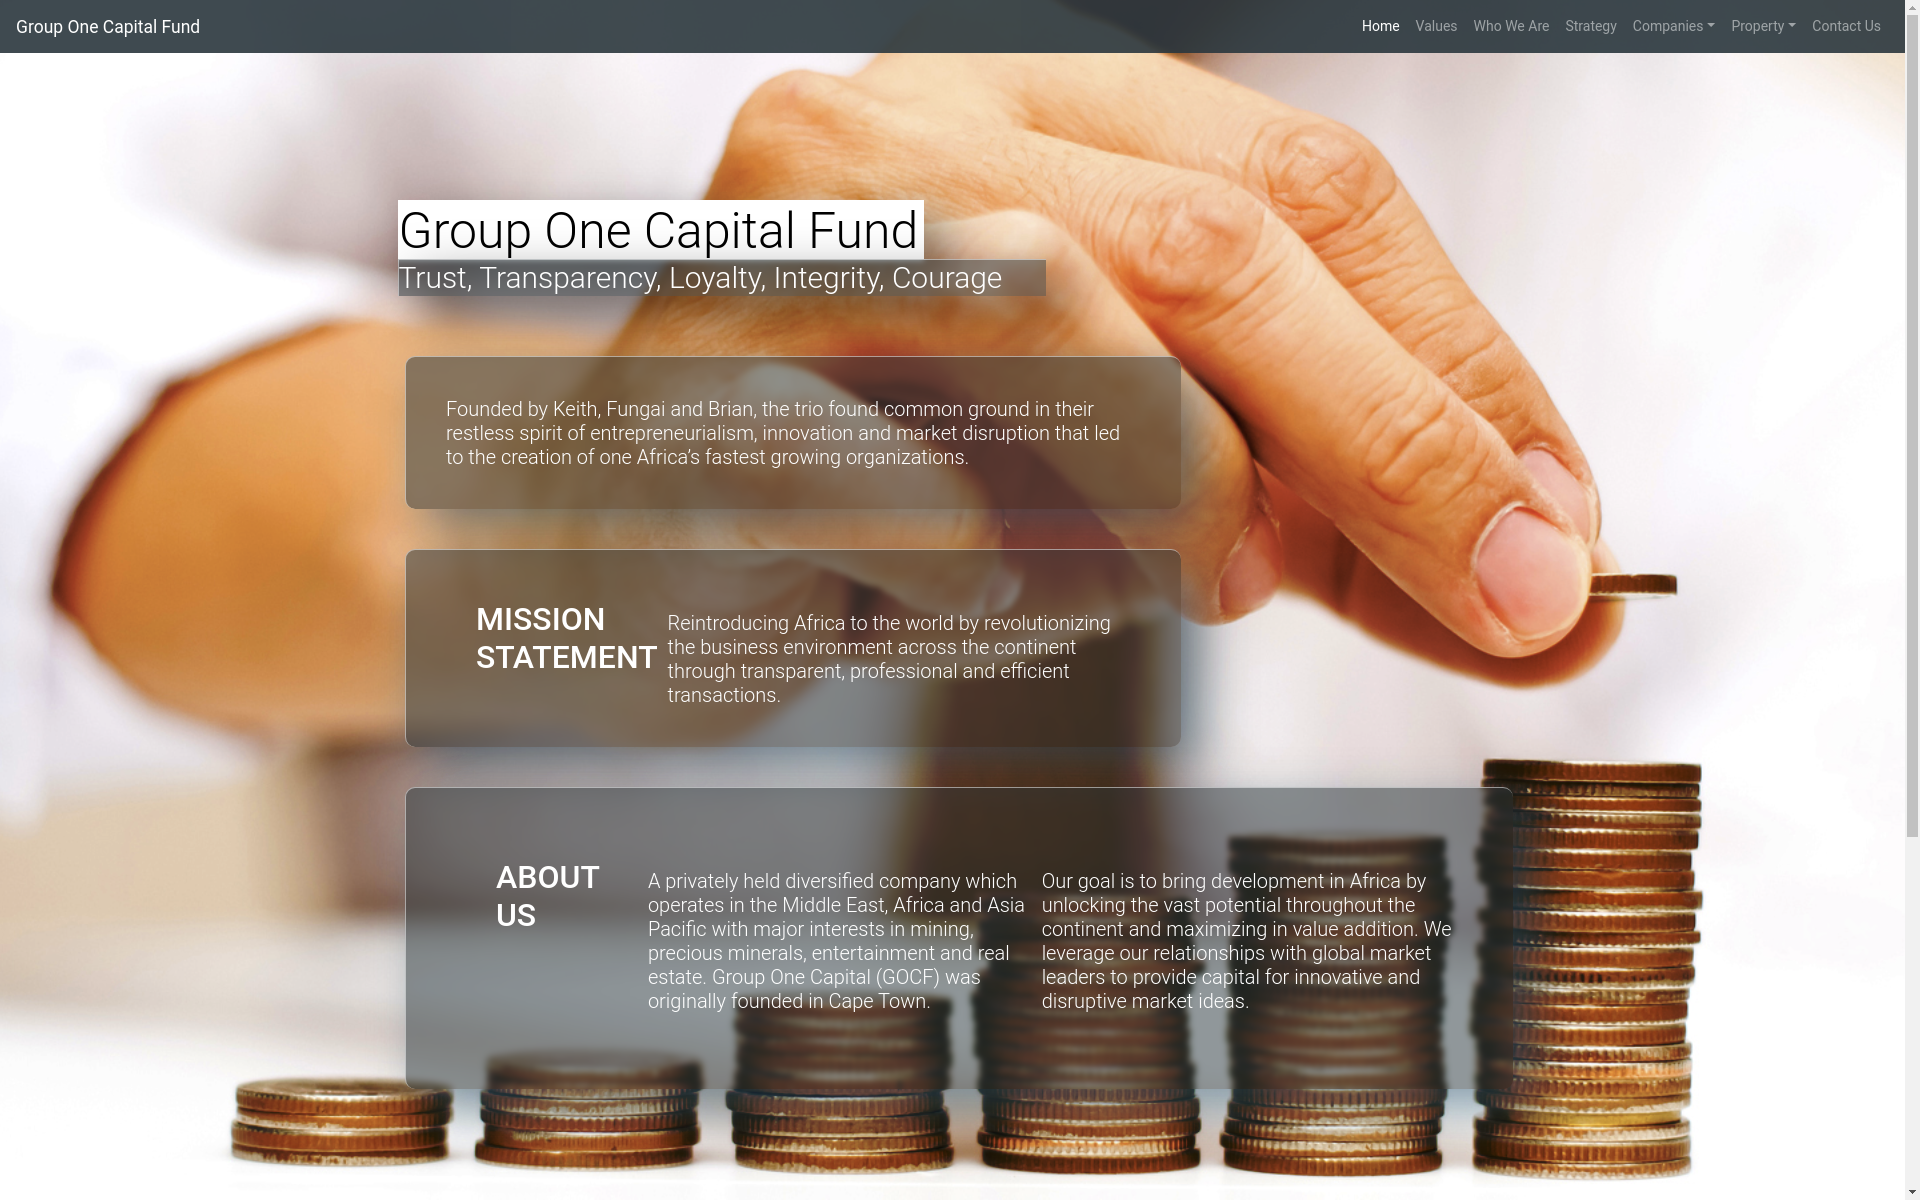 Group One Capital Fund
Home Values Who We Are Strategy Companies Property Contact Us
Group One Capital Fund
Trust, Transparency, Loyalty, Integrity, Courage
Founded by Keith, Fungai and Brian, the trio found common ground in their
restless spirit of entrepreneurialism, innovation and market disruption that led
to the creation of one Africa’s fastest growing organizations.
MISSION
STATEMENT
Reintroducing Africa to the world by revolutionizing
the business environment across the continent
through transparent, professional and efficient
transactions.
ABOUT
US
A privately held diversified company which
operates in the Middle East, Africa and Asia
Pacific with major interests in mining,
precious minerals, entertainment and real
estate. Group One Capital (GOCF) was
originally founded in Cape Town.
Our goal is to bring development in Africa by
unlocking the vast potential throughout the
continent and maximizing in value addition. We
leverage our relationships with global market
leaders to provide capital for innovative and
disruptive market ideas.